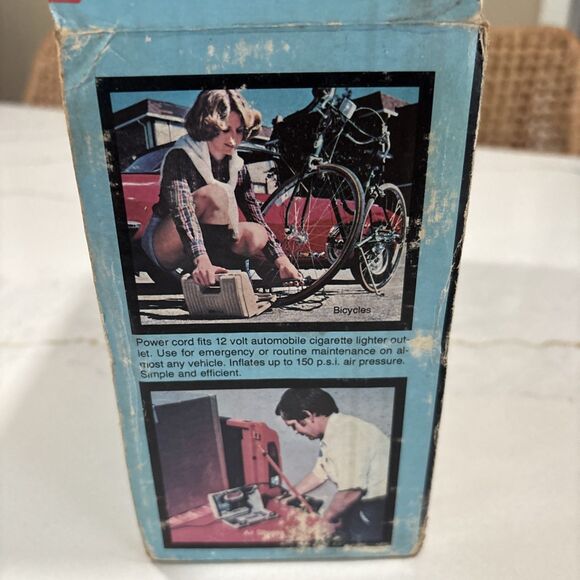 Bicycles
Power cord fits 12 volt automobile cigarette lighter out-
let. Use for emergency or routine maintenance on al-
most any vehicle. Inflates up to 150 p.s.i. air pressure.
Simple and efficient.